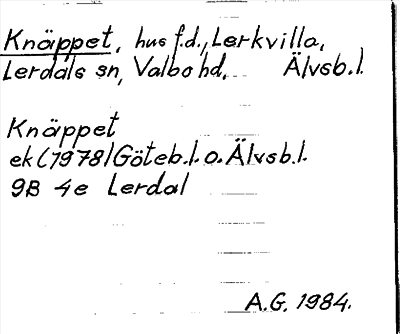 Knäppet, hus f.d., Lerkvilla,
Lerdals sn, Valbo hd, Älvsb.l.
Knäppet
ek (1978) Göteb.l. o. Älvsb.l.
9B 4e Lerdal
A.G. 1984.